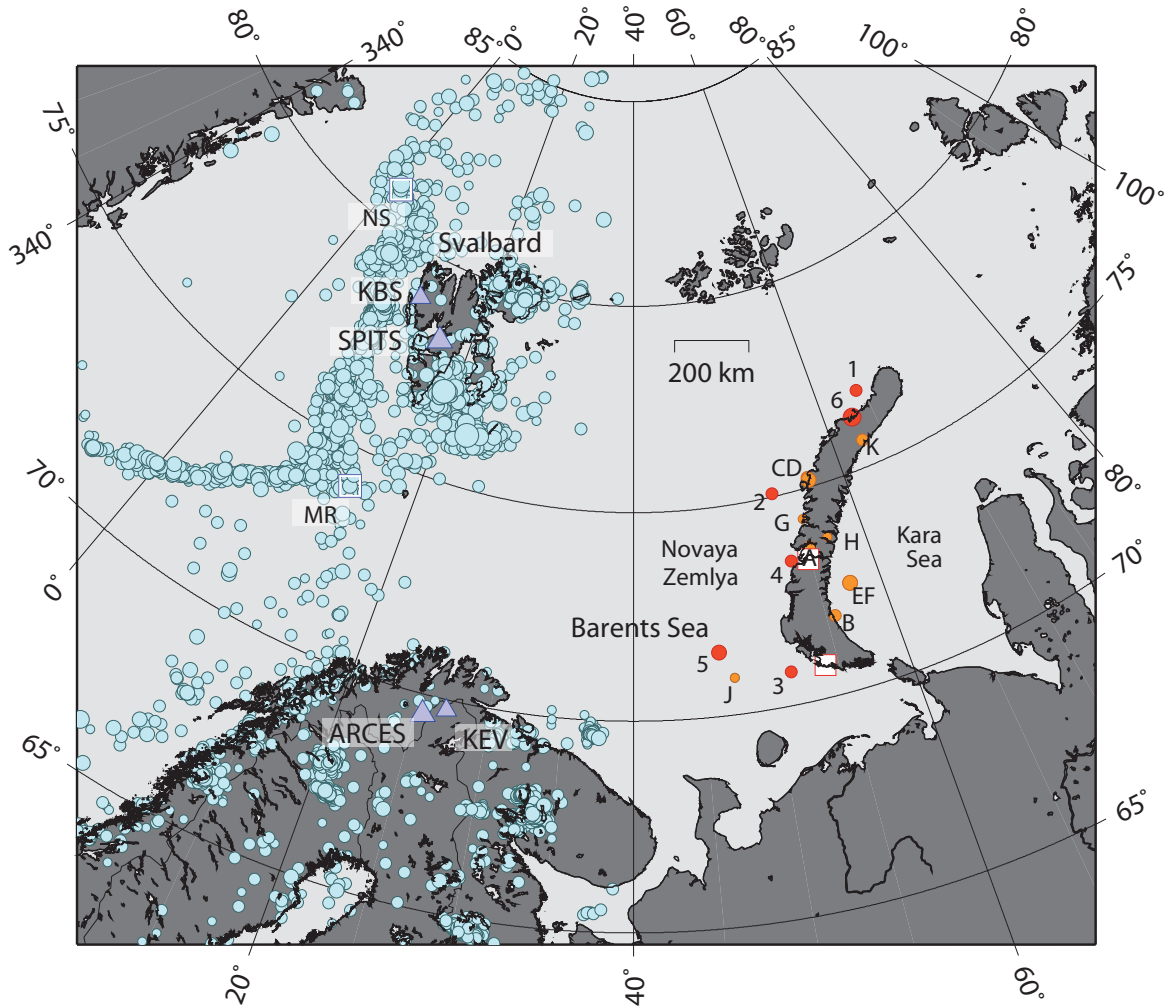 80°
340°
85°
0°
20°
40°
60°
80°
85°
100°
80°
75°
100°
340°
NS
Svalbard
75°
KBS
SPITS
200 km
1
6
K
CD
70°
2
80°
MR
G
H
Novaya
Zemlya
Kara
Sea
A
4
70°
0°
EF
B
Barents Sea
5
3
J
ARCES
KEV
65°
65°
20°
40°
60°